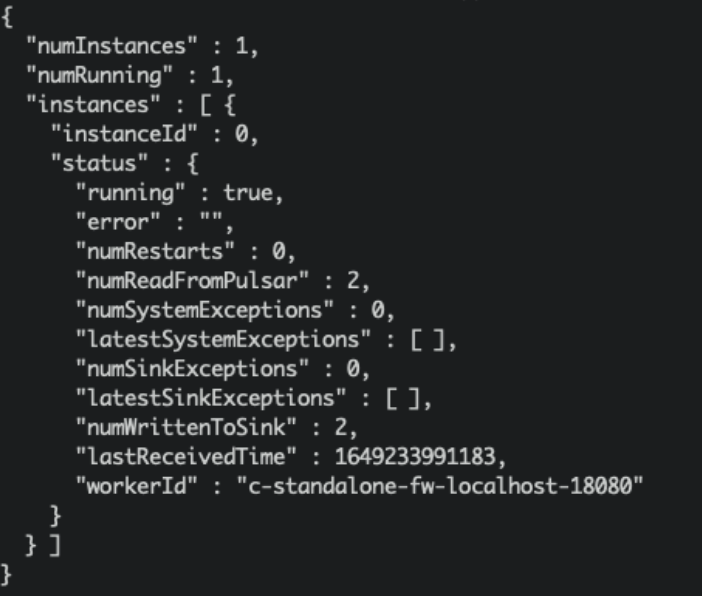 {
  "numInstances" : 1,
  "numRunning" : 1,
  "instances" : [ {
    "instanceId" : 0,
    "status" : {
      "running" : true,
      "error" : "",
      "numRestarts" : 0,
      "numReadFromPulsar" : 2,
      "numSystemExceptions" : 0,
      "latestSystemExceptions" : [ ],
      "numSinkExceptions" : 0,
      "latestSinkExceptions" : [ ],
      "numWrittenToSink" : 2,
      "lastReceivedTime" : 1649233991183,
      "workerId" : "c-standalone-fw-localhost-18080"
    }
  } ]
}